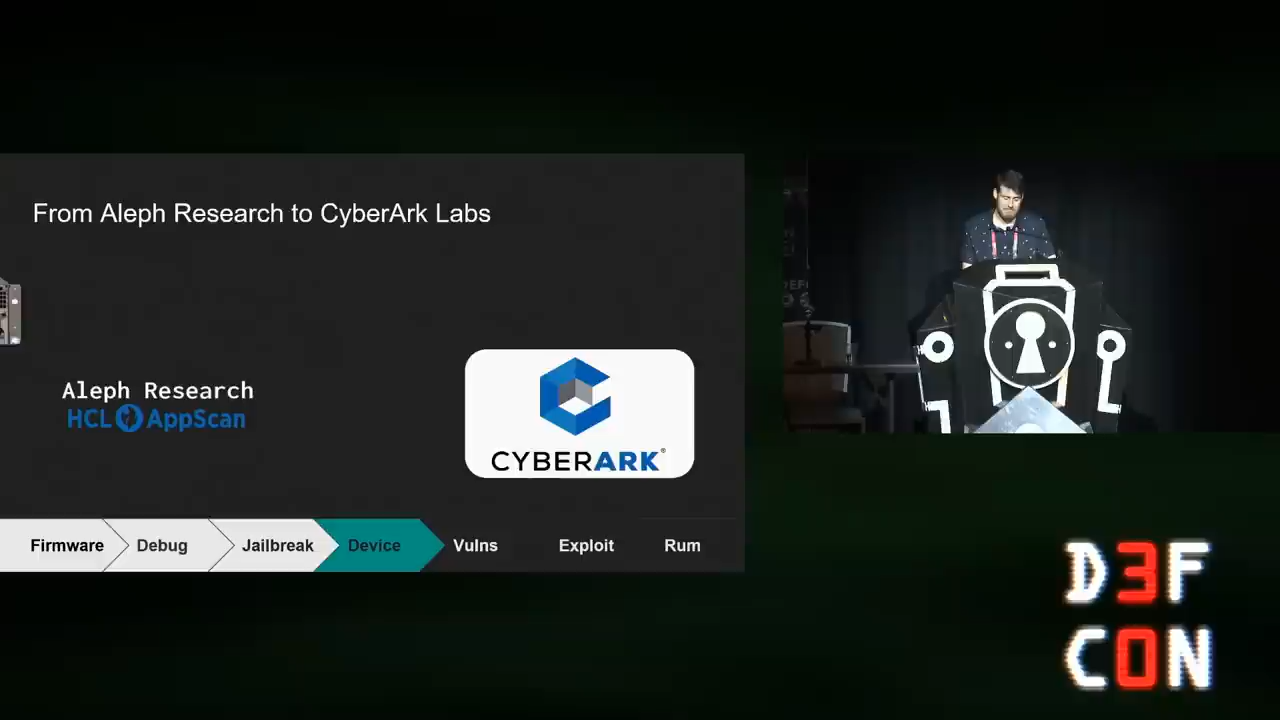 From Aleph Research to CyberArk Labs
Aleph Research
HCL AppScan
CYBERARK®
Firmware
Debug
Jailbreak
Device
Vulns
Exploit
Rum
D3F
C0N